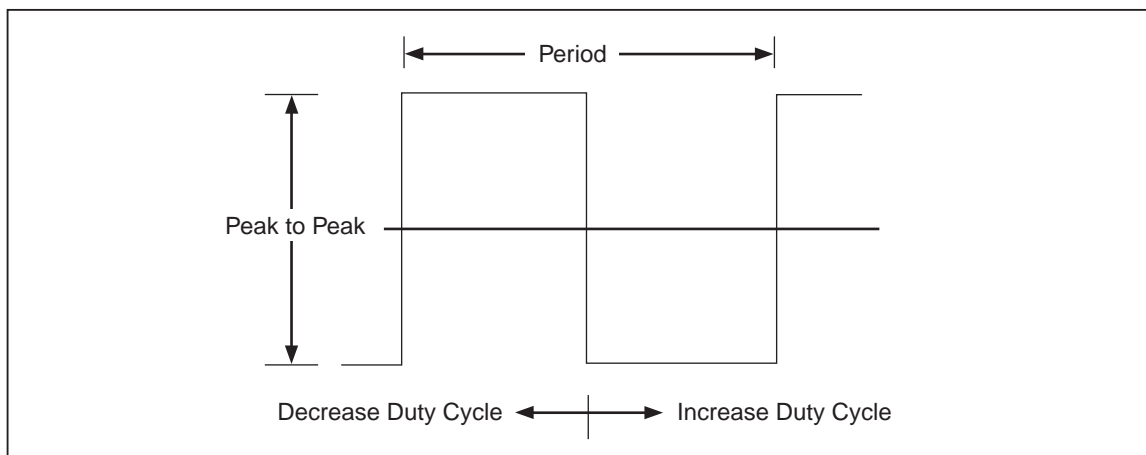 Period
Peak to Peak
Decrease Duty Cycle
Increase Duty Cycle